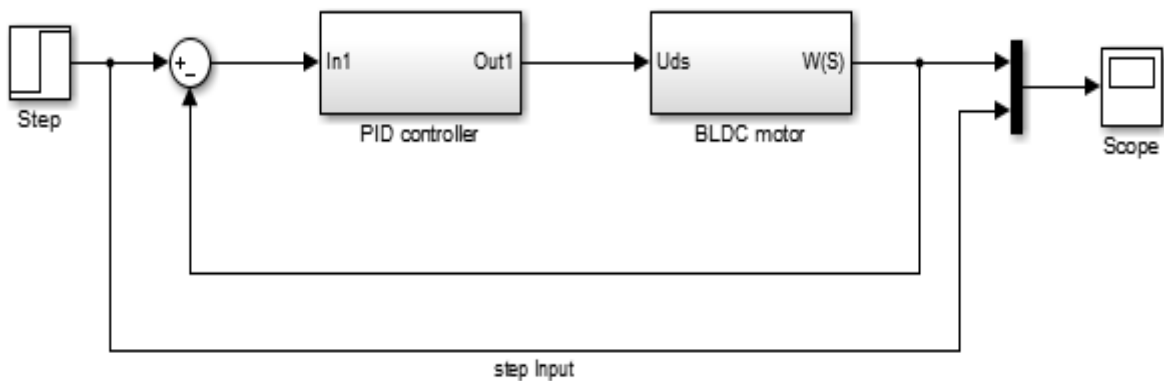 Step
+
−
In1
Out1
PID controller
Uds
W(S)
BLDC motor
Scope
step Input